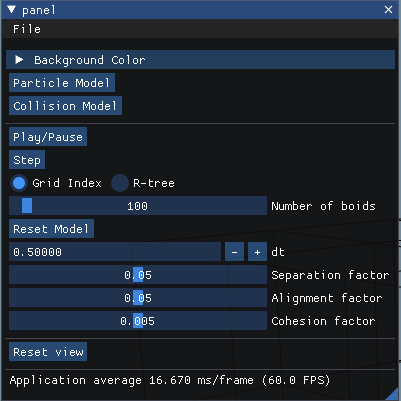 panel
File
Background Color
Particle Model
Collision Model
Play/Pause
Step
Grid Index R-tree
100 Number of boids
Reset Model
0.50000 - + dt
0.05 Separation factor
0.05 Alignment factor
0.005 Cohesion factor
Reset view
Application average 16.670 ms/frame (60.0 FPS)